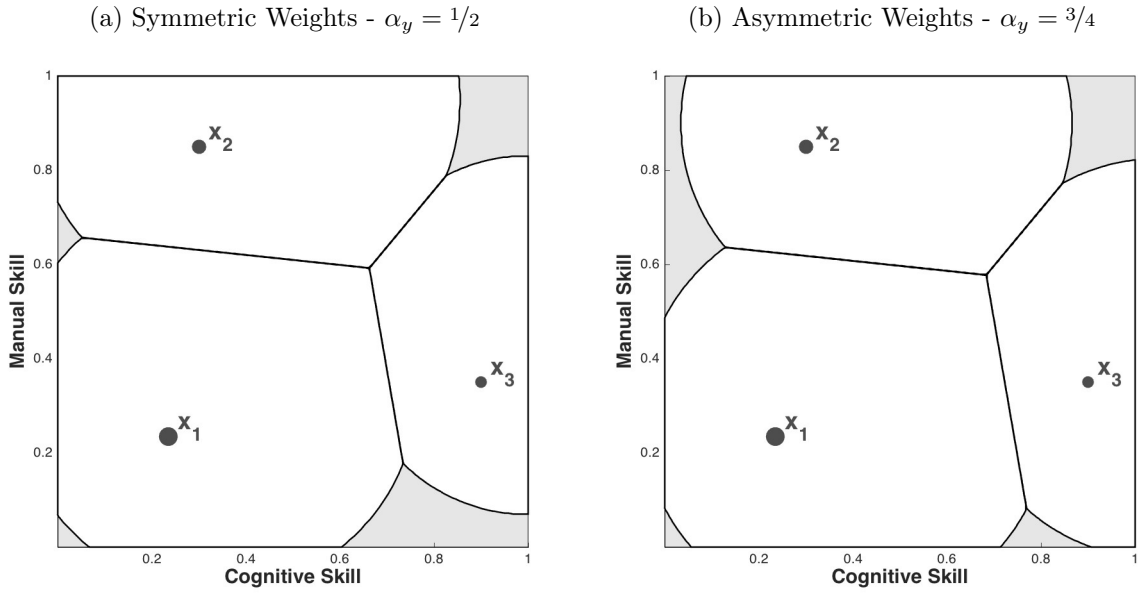 (a) Symmetric Weights - αy = 1/2
1
0.8
0.6
0.4
0.2
Manual Skill
x2
x3
x1
0.2
0.4
0.6
0.8
1
Cognitive Skill
(b) Asymmetric Weights - αy = 3/4
1
0.8
0.6
0.4
0.2
Manual Skill
x2
x3
x1
0.2
0.4
0.6
0.8
1
Cognitive Skill